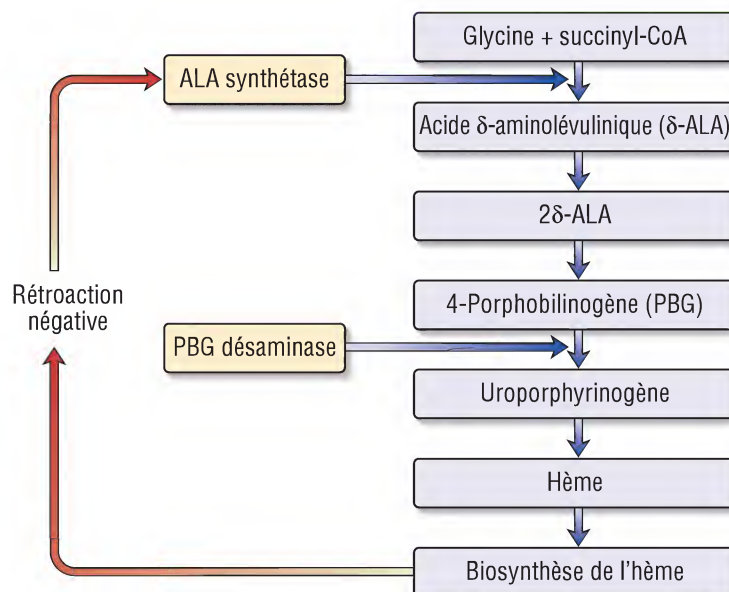 Glycine + succinyl-CoA
ALA synthétase
Acide δ-aminolévulinique (δ-ALA)
2δ-ALA
Rétroaction
négative
4-Porphobilinogène (PBG)
PBG désaminase
Uroporphyrinogène
Hème
Biosynthèse de l'hème